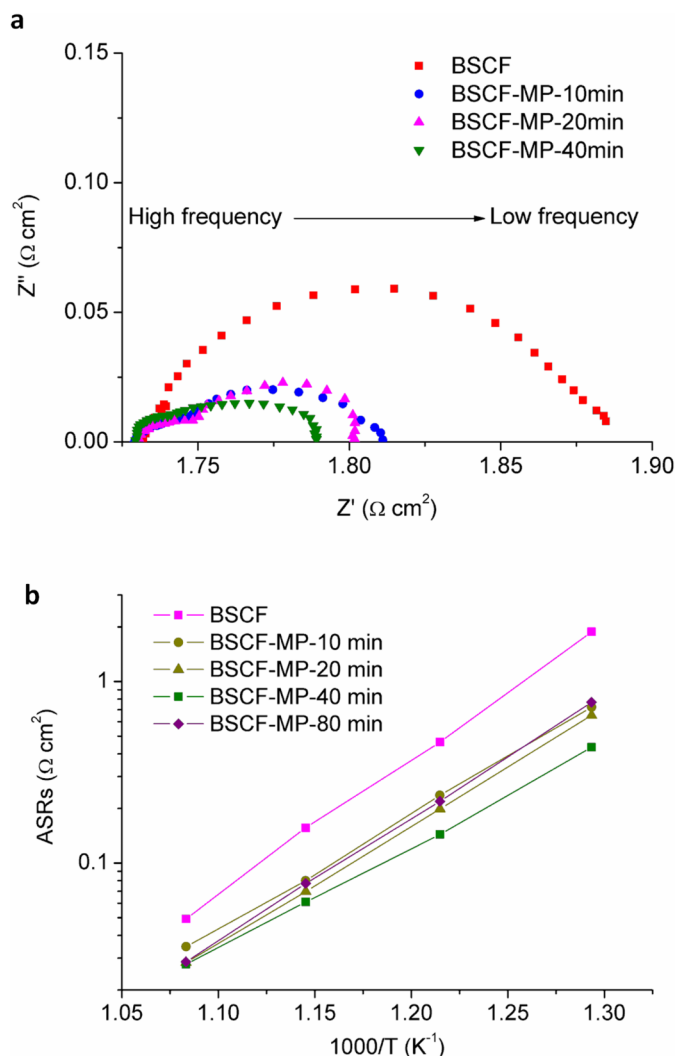 a
0.15
0.10
0.05
0.00
Z'' (Ω cm²)
BSCF
BSCF-MP-10min
BSCF-MP-20min
BSCF-MP-40min
High frequency
Low frequency
1.75
1.80
1.85
1.90
Z' (Ω cm²)
b
BSCF
BSCF-MP-10 min
BSCF-MP-20 min
BSCF-MP-40 min
BSCF-MP-80 min
1
0.1
ASRs (Ω cm²)
1.05
1.10
1.15
1.20
1.25
1.30
1000/T (K⁻¹)